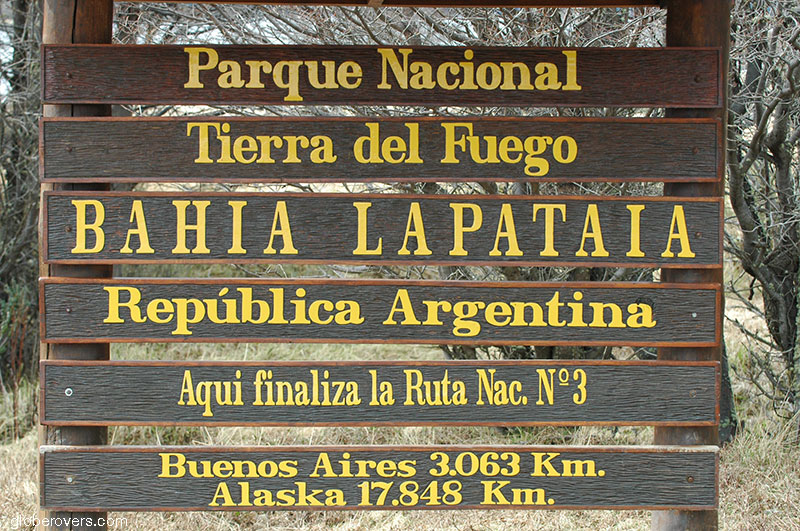 Parque Nacional
Tierra del Fuego
BAHIA LAPATAIA
República Argentina
Aqui finaliza la Ruta Nac. Nº3
Buenos Aires 3.063 Km.
Alaska 17.848 Km.
globerovers.com